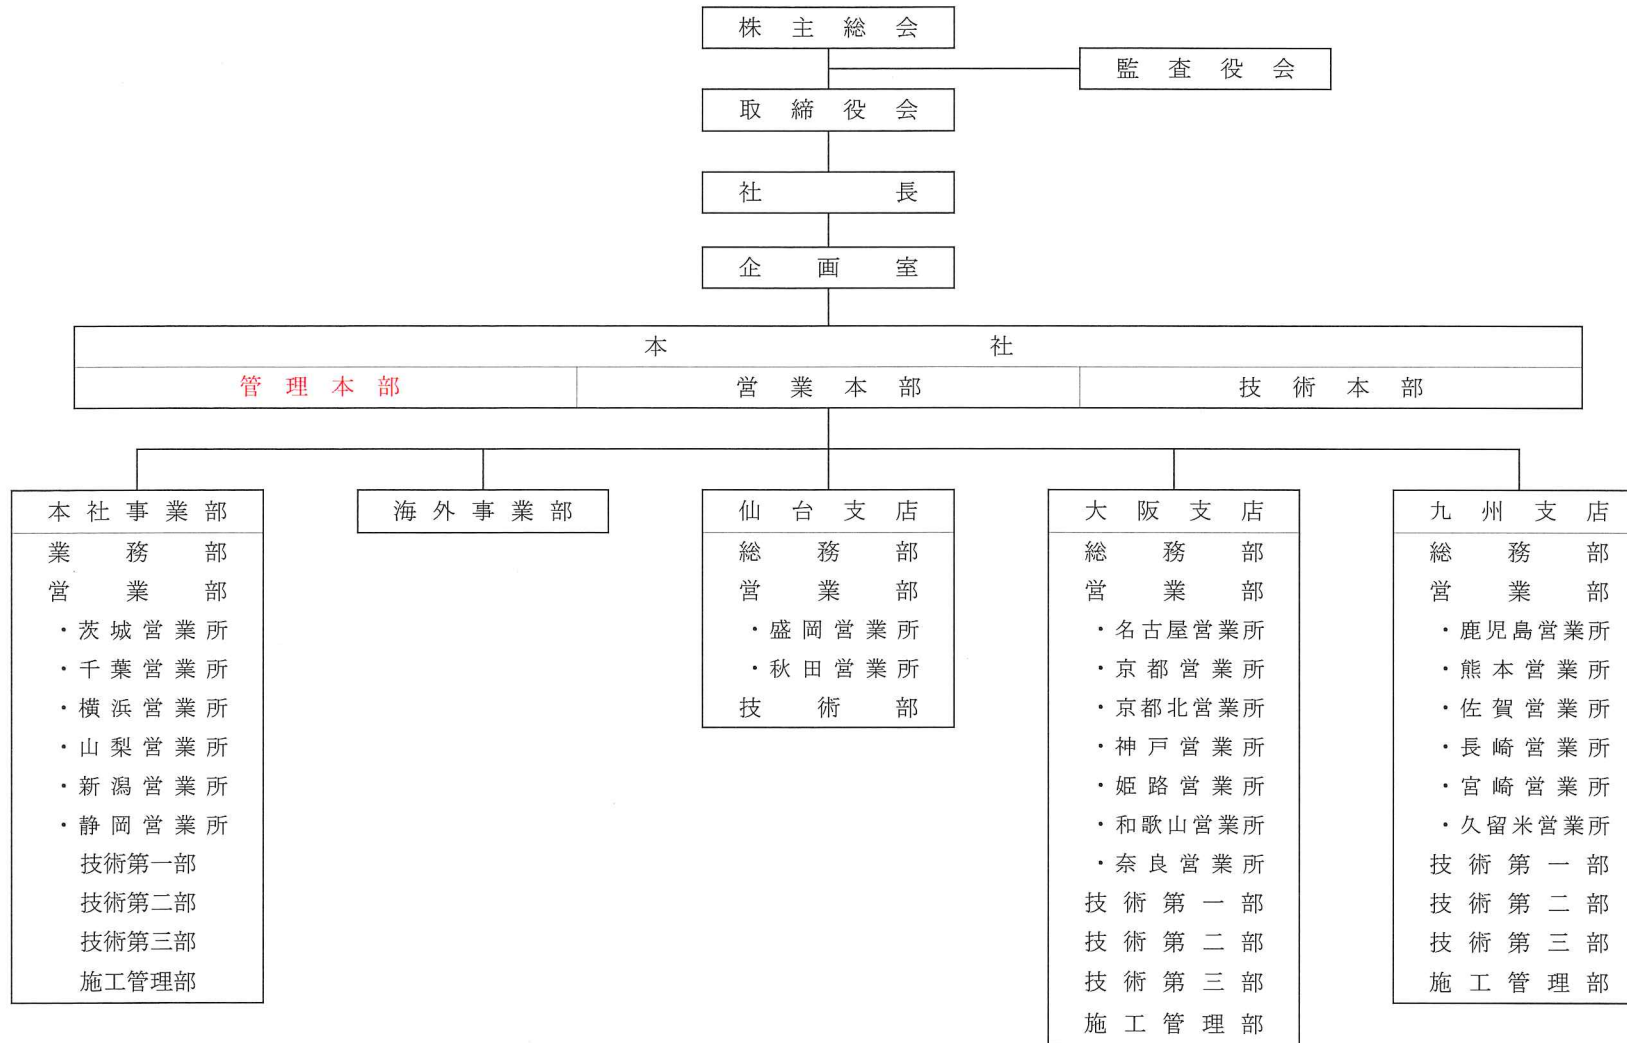 株主総会
監査役会
取締役会
社長
企画室
本社
管理本部
営業本部
技術本部
本社事業部
業務部
営業部
・茨城営業所
・千葉営業所
・横浜営業所
・山梨営業所
・新潟営業所
・静岡営業所
技術第一部
技術第二部
技術第三部
施工管理部
海外事業部
仙台支店
総務部
営業部
・盛岡営業所
・秋田営業所
技術部
大阪支店
総務部
営業部
・名古屋営業所
・京都営業所
・京都北営業所
・神戸営業所
・姫路営業所
・和歌山営業所
・奈良営業所
技術第一部
技術第二部
技術第三部
施工管理部
九州支店
総務部
営業部
・鹿児島営業所
・熊本営業所
・佐賀営業所
・長崎営業所
・宮崎営業所
・久留米営業所
技術第一部
技術第二部
技術第三部
施工管理部